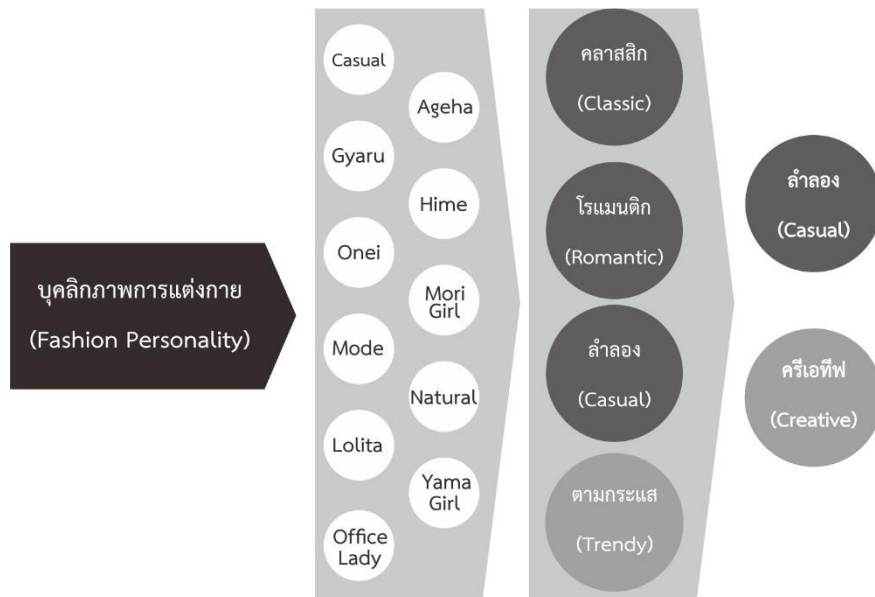 บุคลิกภาพการแต่งกาย
(Fashion Personality)
Casual
Gyaru
Onei
Mode
Lolita
Office
Lady
Ageha
Hime
Mori
Girl
Natural
Yama
Girl
คลาสสิก
(Classic)
โรแมนติก
(Romantic)
ลำลอง
(Casual)
ตามกระแส
(Trendy)
ลำลอง
(Casual)
ครีเอทีฟ
(Creative)